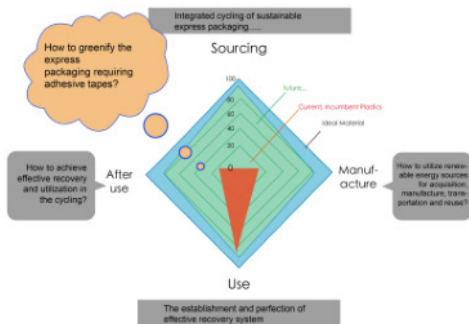 Integrated cycling of sustainable
express packaging.....
How to greenify the
express
packaging requiring
adhesive tapes?
Sourcing
100
80
60
40
20
0
future...
Current, Incumbent Plastics
Ideal Material
How to achieve
effective recovery
and utilization in
the cycling?
After
use
Manuf-
acture
How to utilize renew-
able energy sources
for acquisition,
manufacture, trans-
portation and reuse?
Use
The establishment and perfection of
effective recovery system